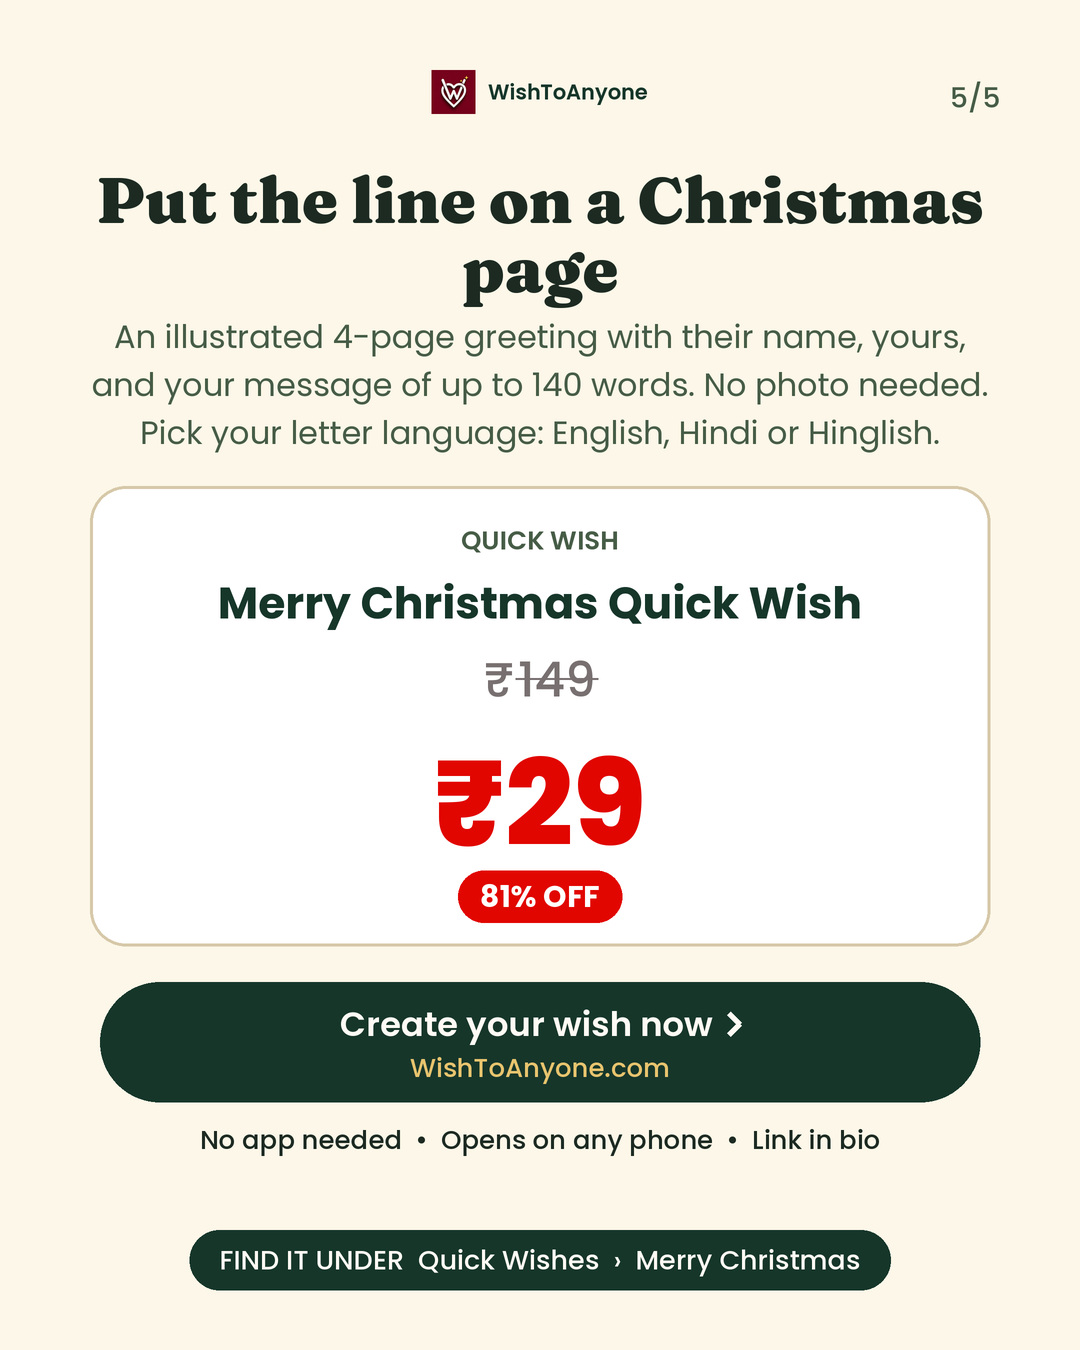 WishToAnyone
5/5
Put the line on a Christmas
page
An illustrated 4-page greeting with their name, yours,
and your message of up to 140 words. No photo needed.
Pick your letter language: English, Hindi or Hinglish.
QUICK WISH
Merry Christmas Quick Wish
₹149
₹29
81% OFF
Create your wish now ›
WishToAnyone.com
No app needed • Opens on any phone • Link in bio
FIND IT UNDER Quick Wishes › Merry Christmas